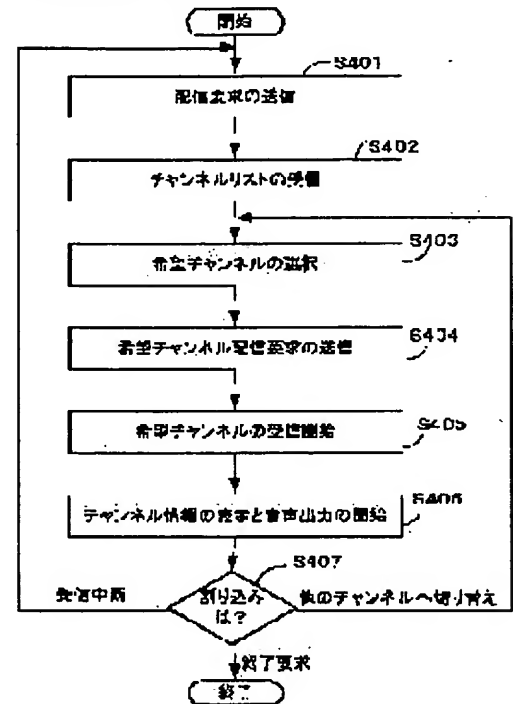 開始
S401
配信要求の送信
S402
チャンネルリストの受信
S403
希望チャンネルの選択
S404
希望チャンネル配信要求の送信
S405
希望チャンネルの受信開始
S406
チャンネル情報の表示と音声出力の開始
S407
割り込み
は?
受信中断
他のチャンネルへ切り替え
終了要求
終了